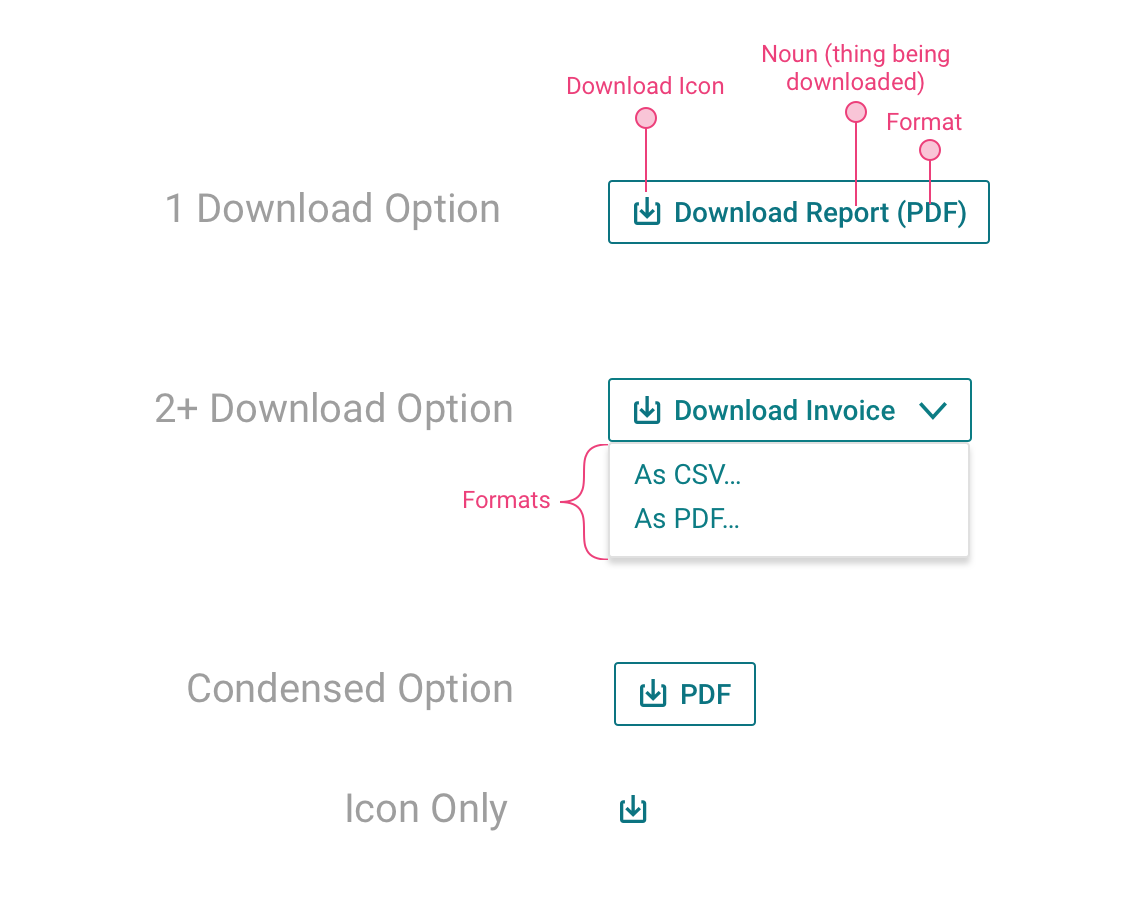 Noun (thing being
downloaded)
Download Icon
Format
1 Download Option
Download Report (PDF)
2+ Download Option
Download Invoice
As CSV...
Formats
As PDF...
Condensed Option
PDF
Icon Only